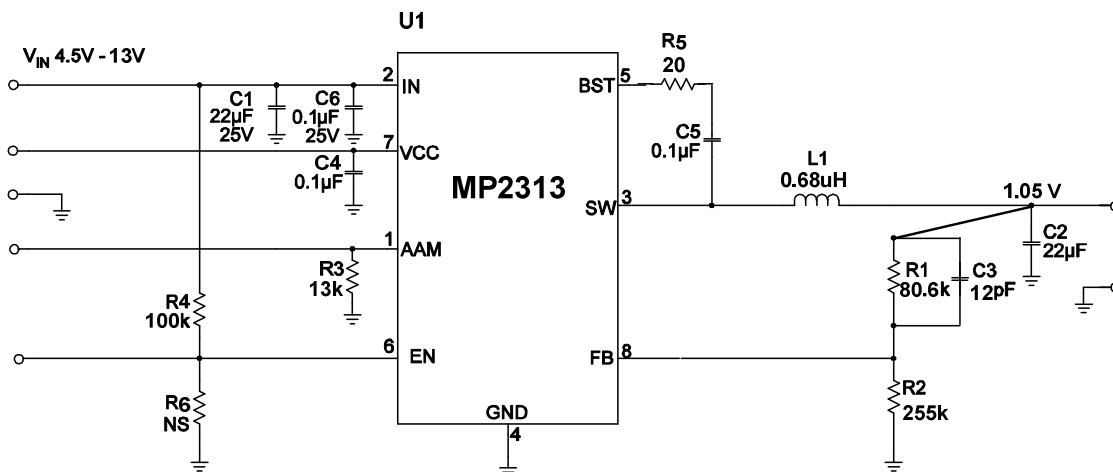 U1
V_IN 4.5V - 13V
R5
20
2
IN
BST
5
C1
22µF
25V
C6
0.1µF
25V
C5
0.1µF
7
VCC
C4
0.1µF
L1
0.68uH
MP2313
1.05 V
SW
3
C2
22µF
1
AAM
R3
13k
R1
80.6k
C3
12pF
R4
100k
6
EN
FB
8
R6
NS
R2
255k
GND
4